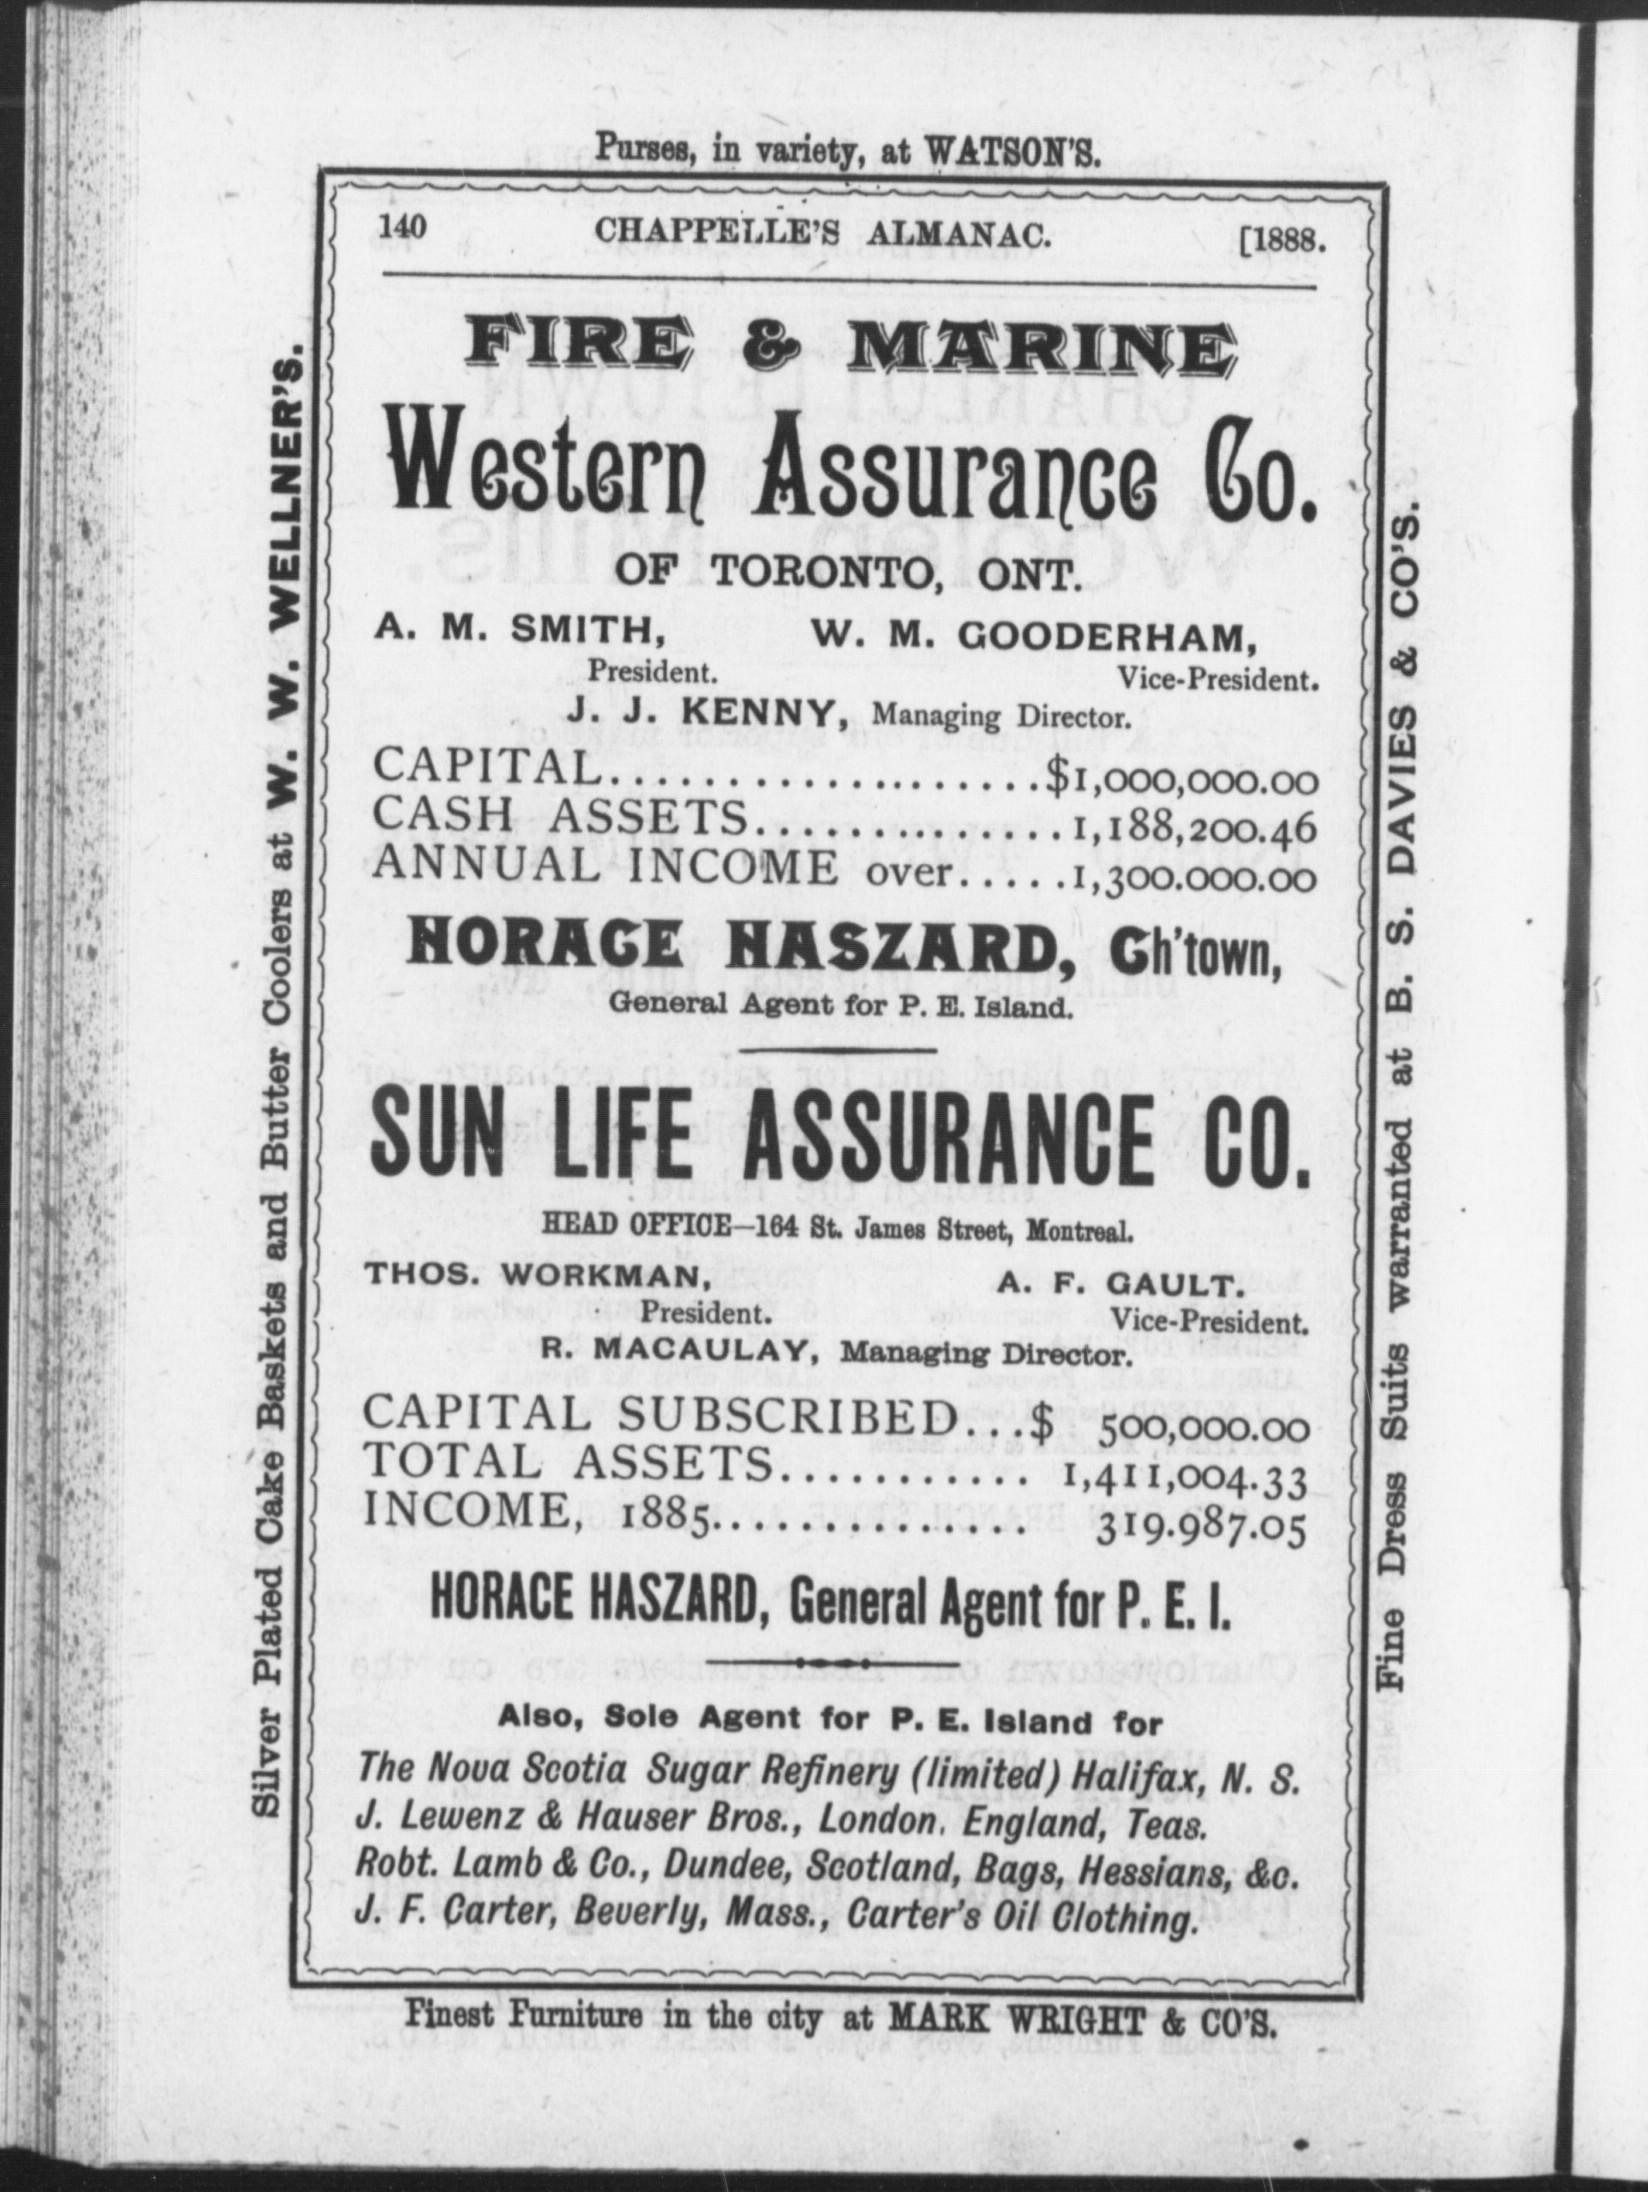 Purses, in variety, at WATSON'S.
140 CHAPPELLE'S ALMANAC. [1888.
FIRE & MARINE
Western Assurance Co.
OF TORONTO, ONT.
A. M. SMITH, W. M. GOODERHAM,
President. Vice-President.
J. J. KENNY, Managing Director.
CAPITAL.....................$1,000,000.00
CASH ASSETS..............1,188,200.46
ANNUAL INCOME over.....1,300.000.00
HORACE HASZARD, Ch'town,
General Agent for P. E. Island.
SUN LIFE ASSURANCE CO.
HEAD OFFICE—164 St. James Street, Montreal.
THOS. WORKMAN, A. F. GAULT.
President. Vice-President.
R. MACAULAY, Managing Director.
CAPITAL SUBSCRIBED...$ 500,000.00
TOTAL ASSETS........... 1,411,004.33
INCOME, 1885............... 319.987.05
HORACE HASZARD, General Agent for P. E. I.
Also, Sole Agent for P. E. Island for
The Nova Scotia Sugar Refinery (limited) Halifax, N. S.
J. Lewenz & Hauser Bros., London. England, Teas.
Robt. Lamb & Co., Dundee, Scotland, Bags, Hessians, &c.
J. F. Carter, Beverly, Mass., Carter's Oil Clothing.
Finest Furniture in the city at MARK WRIGHT & CO'S.
Silver Plated Cake Baskets and Butter Coolers at W. W. WELLNER'S.
Fine Dress Suits warranted at B. S. DAVIES & CO'S.